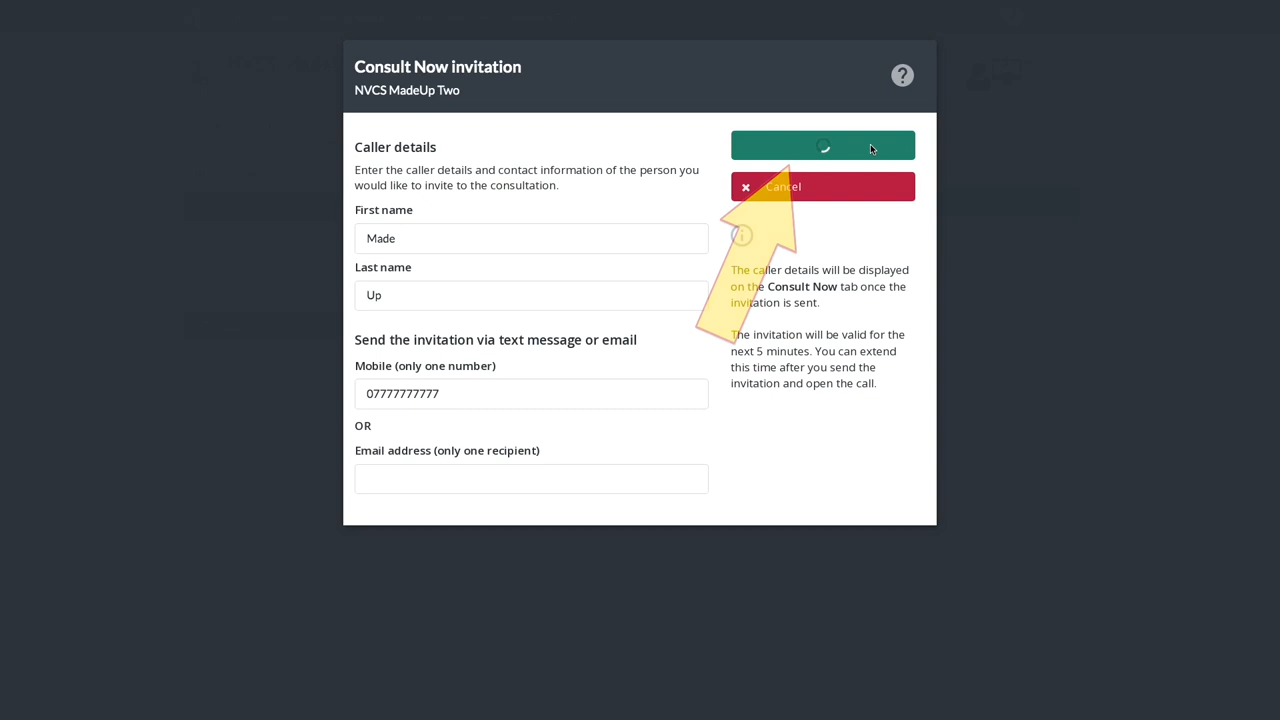 Consult Now invitation
NVCS MadeUp Two
Caller details
Enter the caller details and contact information of the person you
would like to invite to the consultation.
First name
Made
Last name
Up
Send the invitation via text message or email
Mobile (only one number)
07777777777
OR
Email address (only one recipient)
Cancel
The caller details will be displayed
on the Consult Now tab once the
invitation is sent.
The invitation will be valid for the
next 5 minutes. You can extend
this time after you send the
invitation and open the call.